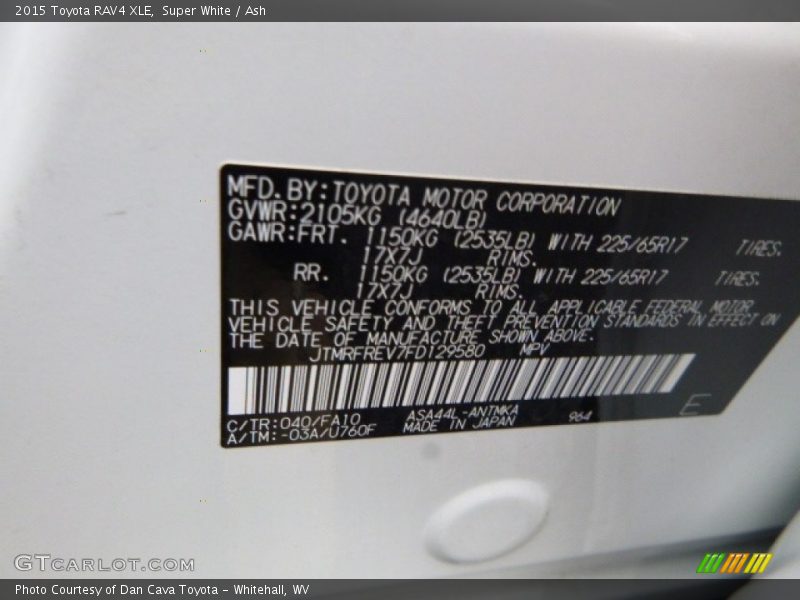 2015 Toyota RAV4 XLE, Super White / Ash
MFD. BY: TOYOTA MOTOR CORPORATION
GVWR: 2105KG (4640LB)
GAWR: FRT. 1150KG (2535LB) WITH 225/65R17 TIRES.
17X7J RIMS.
RR. 1150KG (2535LB) WITH 225/65R17 TIRES.
17X7J RIMS.
THIS VEHICLE CONFORMS TO ALL APPLICABLE FEDERAL MOTOR
VEHICLE SAFETY AND THEFT PREVENTION STANDARDS IN EFFECT ON
THE DATE OF MANUFACTURE SHOWN ABOVE.
JTMRFREV7FD129580 MPV
C/TR: 040/FA10 ASA44L-ANTMKA 964 E
A/TM: -03A/U760F MADE IN JAPAN
GTCARLOT.COM
Photo Courtesy of Dan Cava Toyota - Whitehall, WV